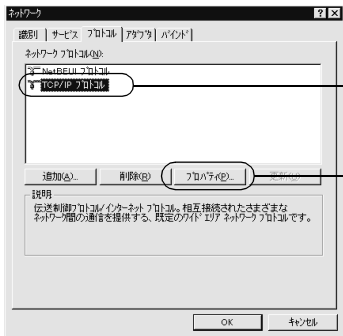 ネットワーク
識別 サービス プロトコル アダプタ バインド
ネットワーク プロトコル(N):
NetBEUI プロトコル
TCP/IP プロトコル
追加(A)... 削除(R) プロパティ(P)... 更新(U)
説明
伝送制御プロトコル/インターネット プロトコル。相互接続されたさまざまな
ネットワーク間の通信を提供する、既定のワイド エリア ネットワーク プロトコルです。
OK キャンセル